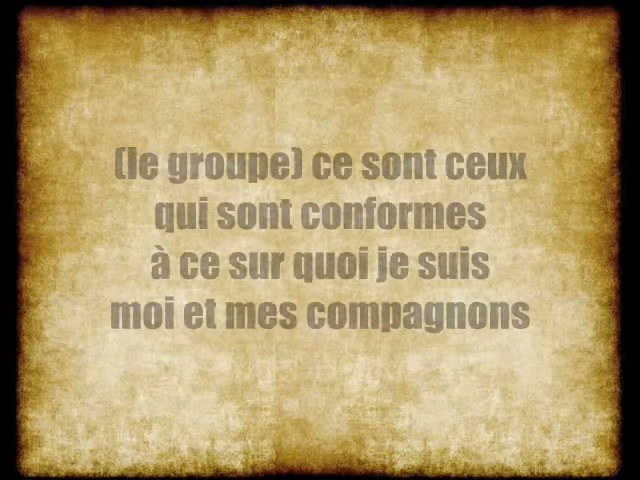 (le groupe) ce sont ceux
qui sont conformes
à ce sur quoi je suis
moi et mes compagnons